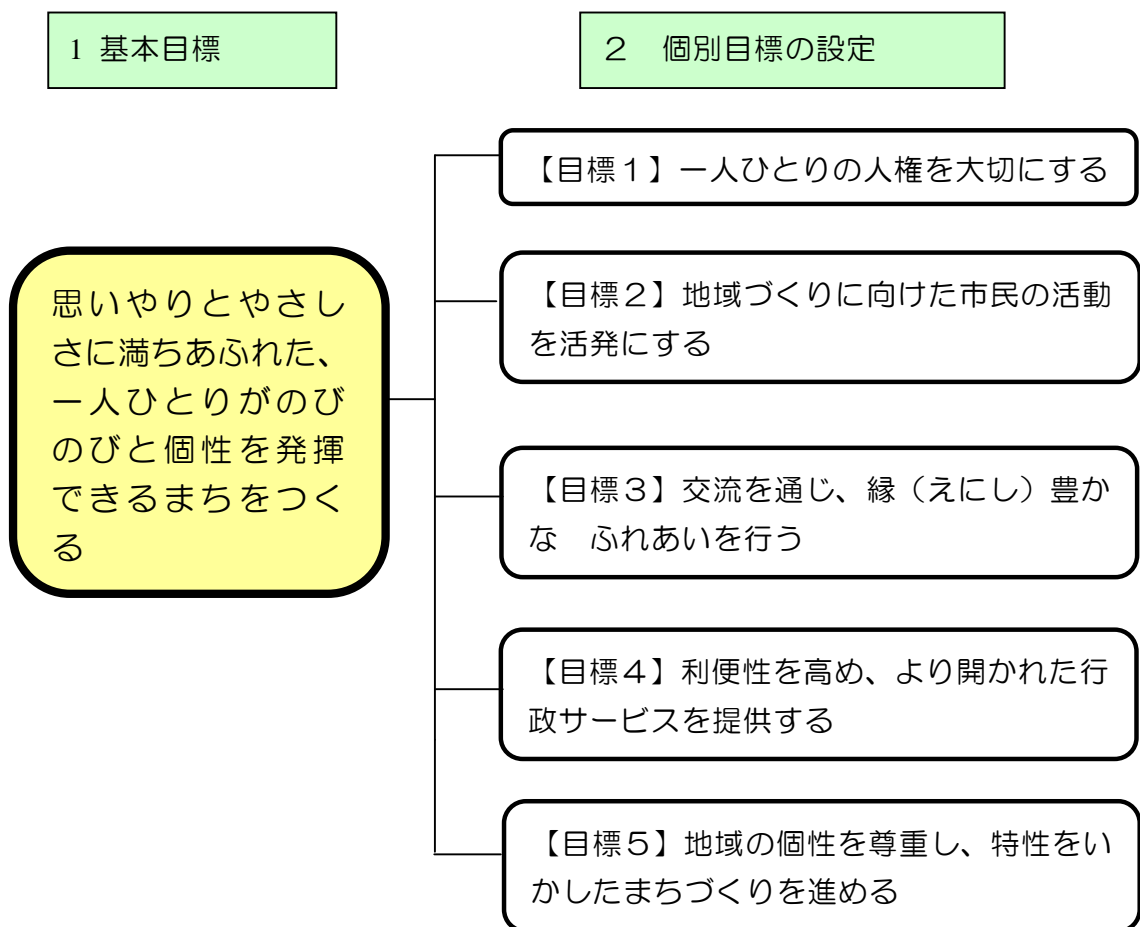 1 基本目標
２　個別目標の設定
思いやりとやさし
さに満ちあふれた、
一人ひとりがのび
のびと個性を発揮
できるまちをつく
る
【目標１】一人ひとりの人権を大切にする
【目標２】地域づくりに向けた市民の活動
を活発にする
【目標３】交流を通じ、縁（えにし）豊か
な　ふれあいを行う
【目標４】利便性を高め、より開かれた行
政サービスを提供する
【目標５】地域の個性を尊重し、特性をい
かしたまちづくりを進める